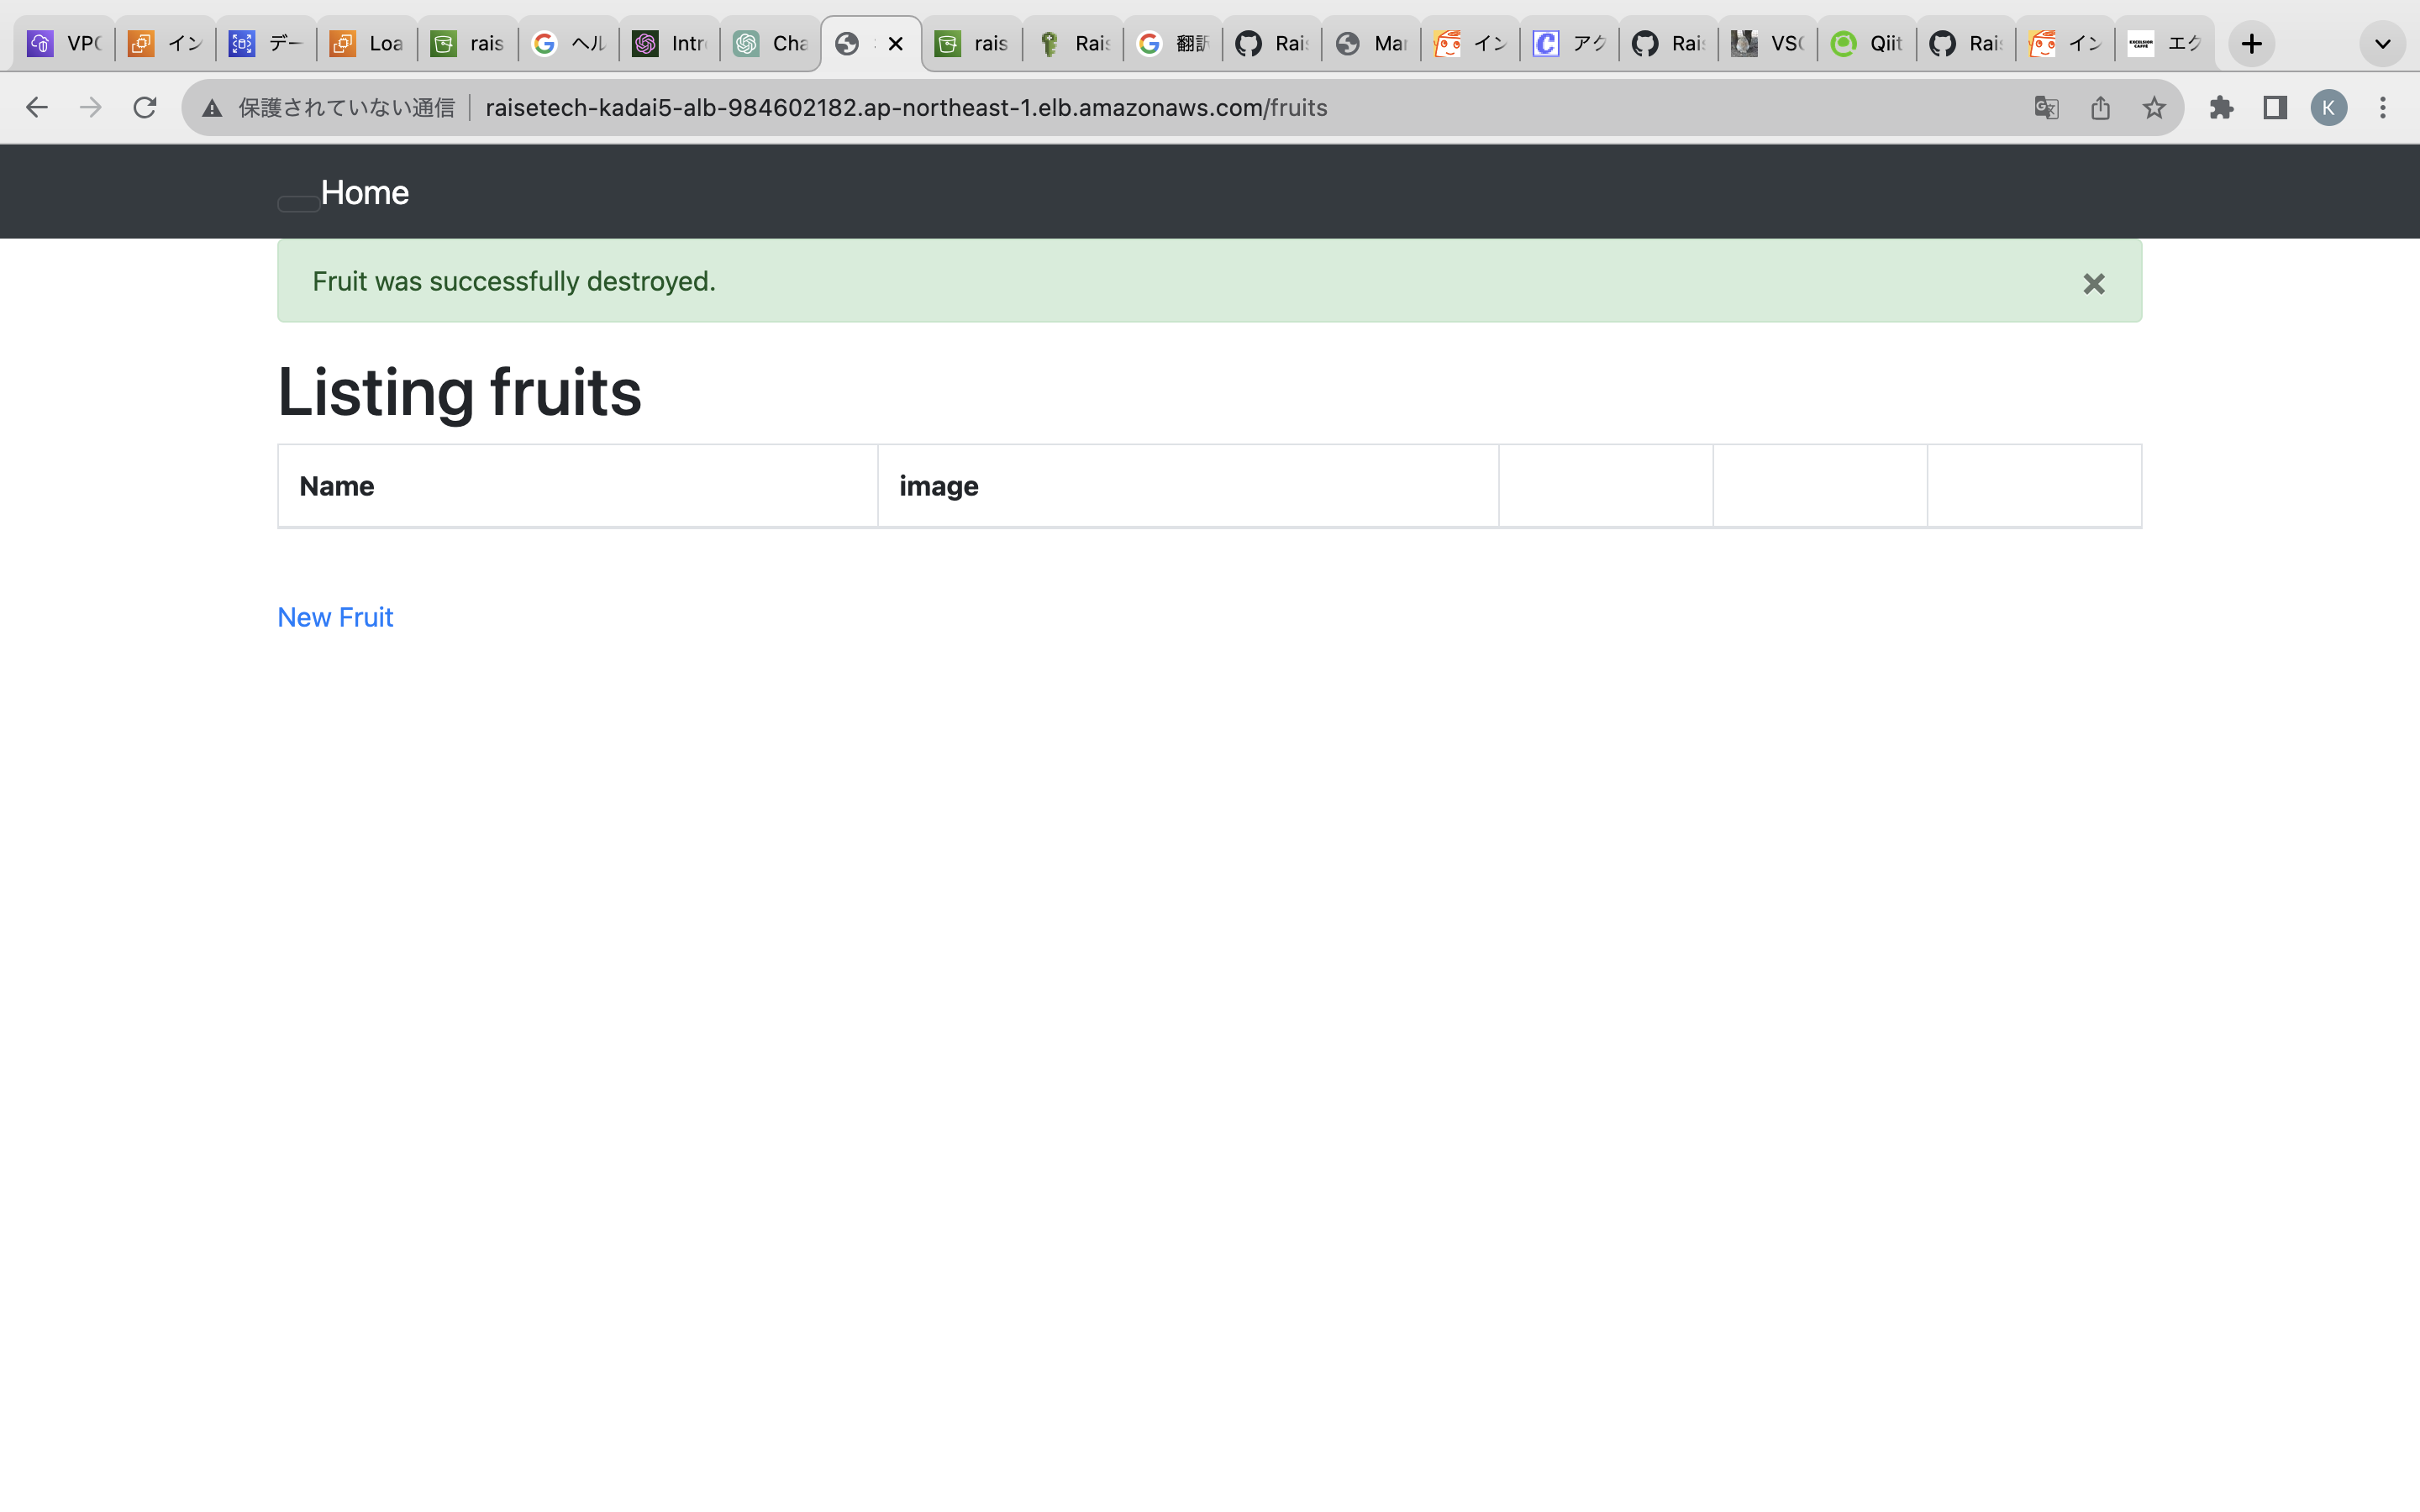 VPC イン デー Loa rais ヘル Intr Cha rais Rais 翻訳 Rai Mar イン アク Rai VSC Qiit Rai イン エク
保護されていない通信 raisetech-kadai5-alb-984602182.ap-northeast-1.elb.amazonaws.com/fruits K
Home
Fruit was successfully destroyed.
Listing fruits
Name image
New Fruit